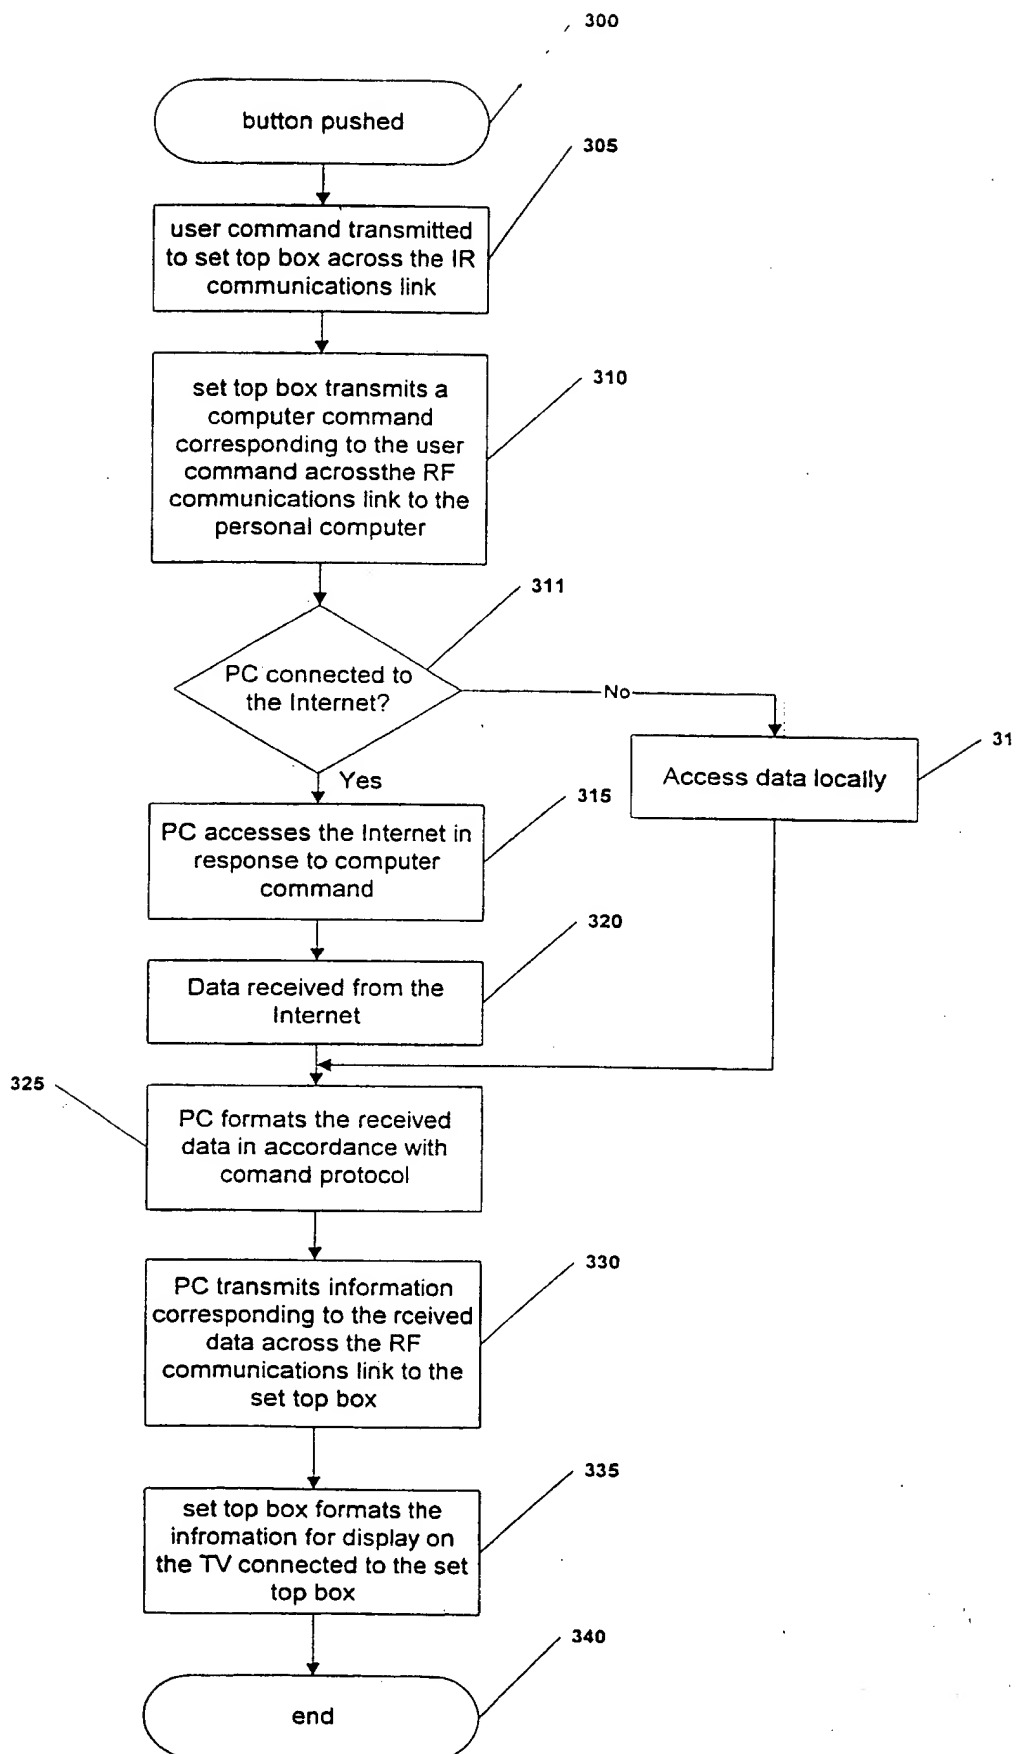 300
button pushed
305
user command transmitted
to set top box across the IR
communications link
310
set top box transmits a
computer command
corresponding to the user
command acrossthe RF
communications link to the
personal computer
311
PC connected to
the Internet?
No
Yes
31
Access data locally
315
PC accesses the Internet in
response to computer
command
320
Data received from the
Internet
325
PC formats the received
data in accordance with
comand protocol
330
PC transmits information
corresponding to the rceived
data across the RF
communications link to the
set top box
335
set top box formats the
infromation for display on
the TV connected to the set
top box
340
end